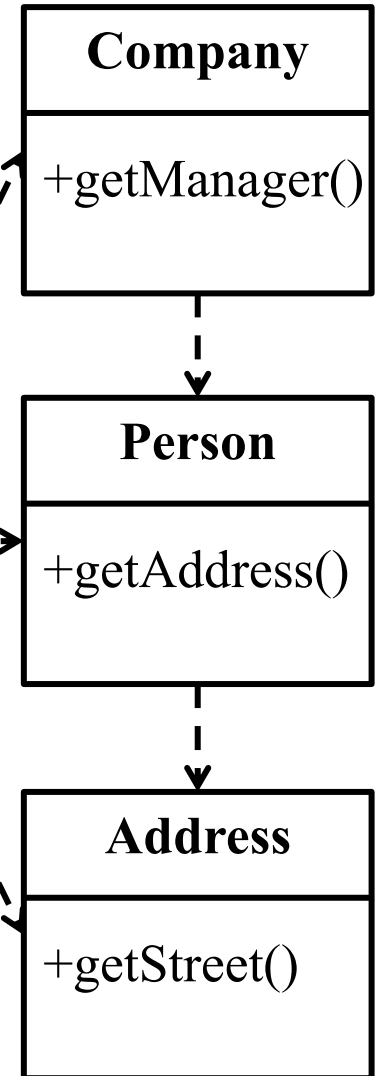 Company
+getManager()
Person
+getAddress()
Address
+getStreet()